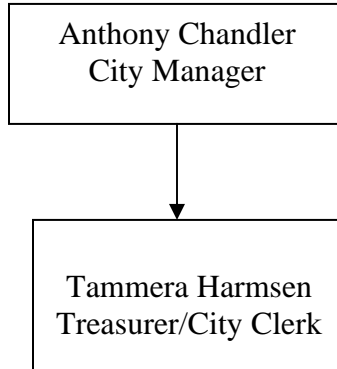 Anthony Chandler
City Manager
Tammera Harmsen
Treasurer/City Clerk